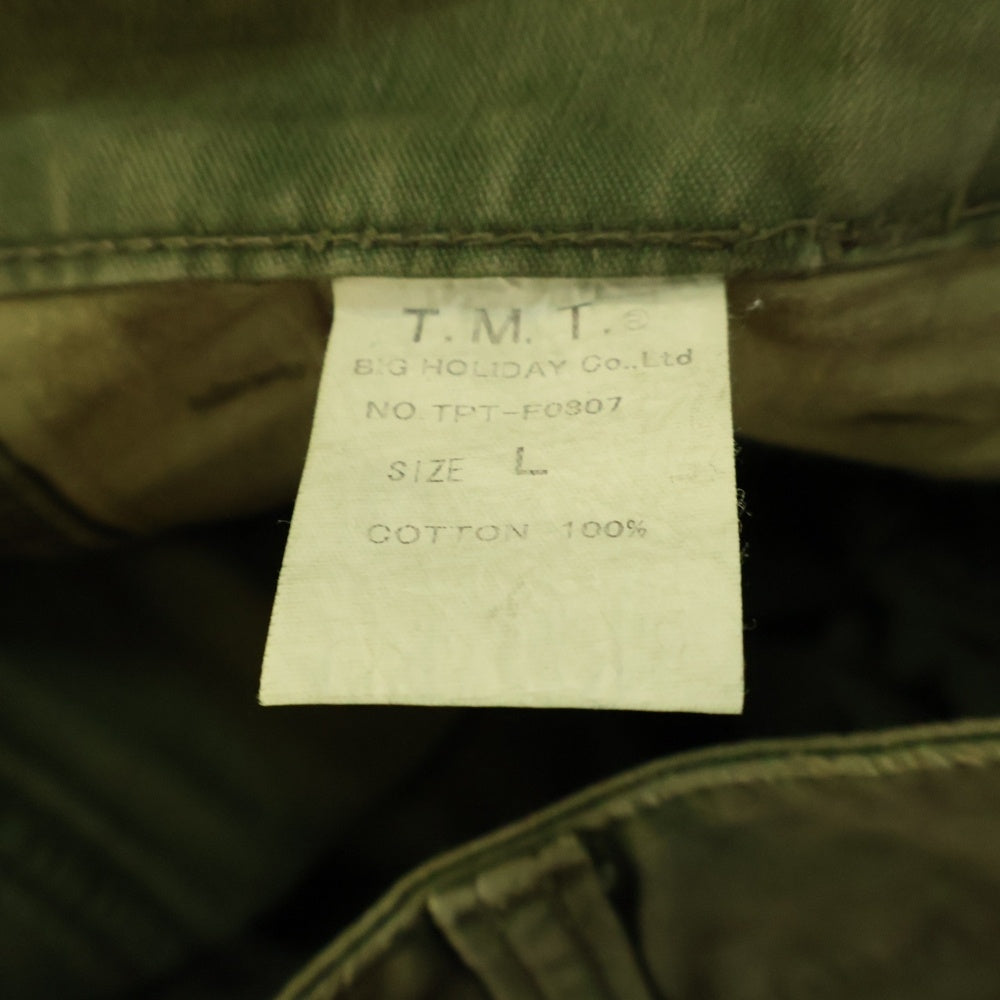 T.M.T.®
BIG HOLIDAY Co.,Ltd
NO.TPT-F0807
SIZE L
COTTON 100%